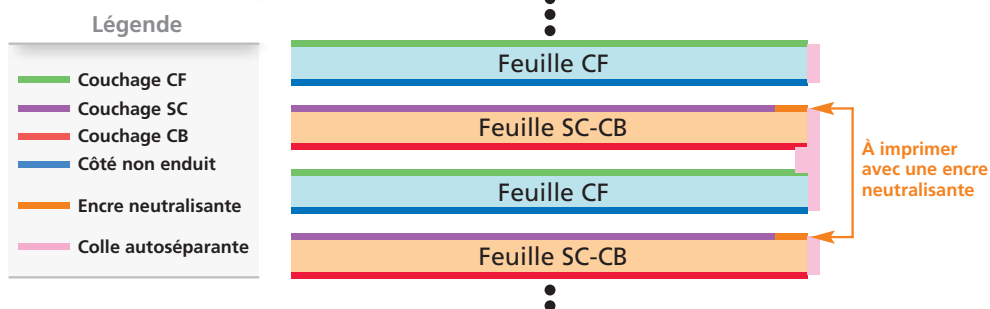 Légende
Couchage CF
Couchage SC
Couchage CB
Côté non enduit
Encre neutralisante
Colle autoséparante
Feuille CF
Feuille SC-CB
Feuille CF
Feuille SC-CB
À imprimer
avec une encre
neutralisante